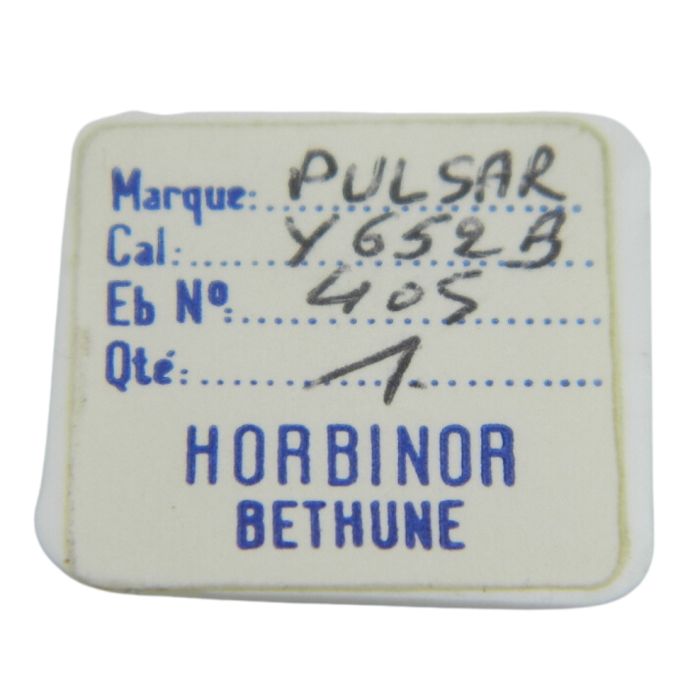 Marque: PULSAR
Cal: Y652B
Eb Nº: 405
Qté: 1
HORBINOR
BETHUNE